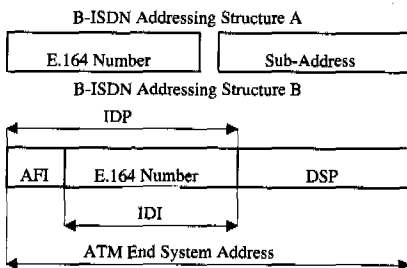 B-ISDN Addressing Structure A
E.164 Number Sub-Address
B-ISDN Addressing Structure B
IDP
AFI E.164 Number DSP
IDI
ATM End System Address